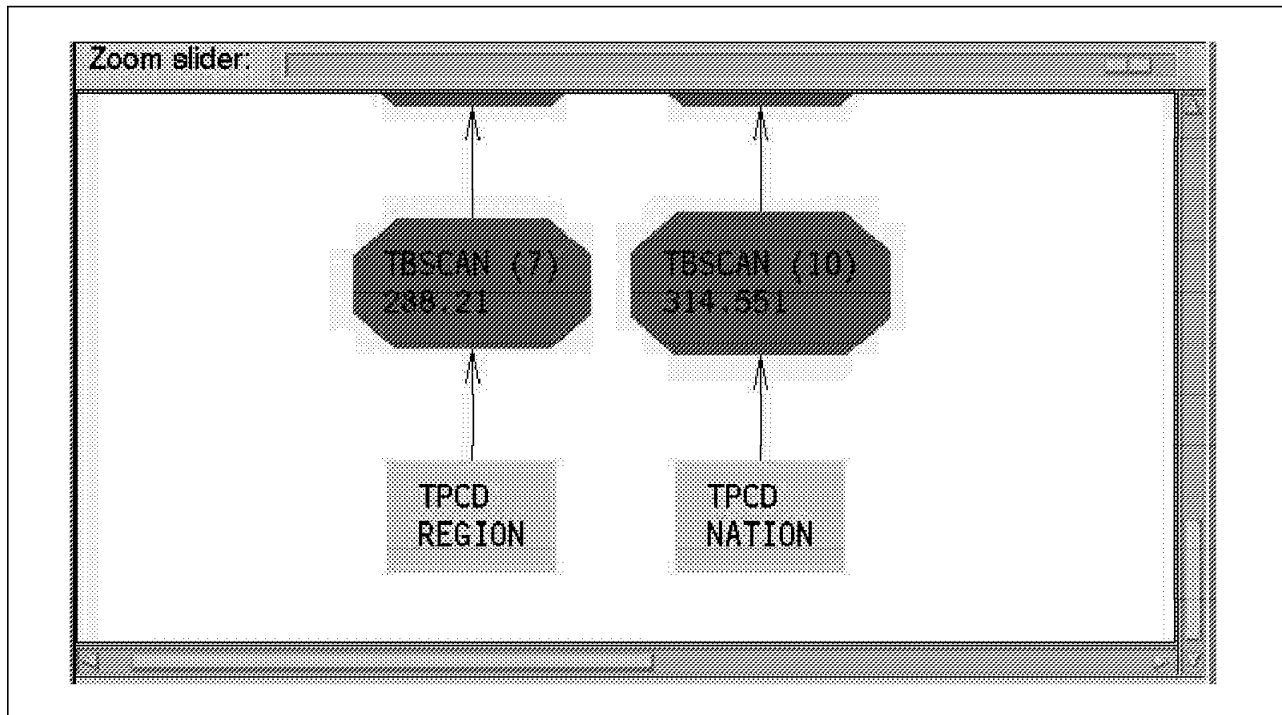 Zoom slider:
TBSCAN (7)
288.21
TBSCAN (10)
314.551
TPCD
REGION
TPCD
NATION